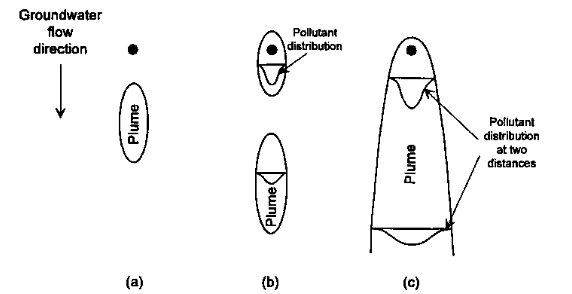 Groundwater
flow
direction
Pollutant
distribution
Plume
Plume
Plume
Pollutant
distribution
at two
distances
(a)
(b)
(c)